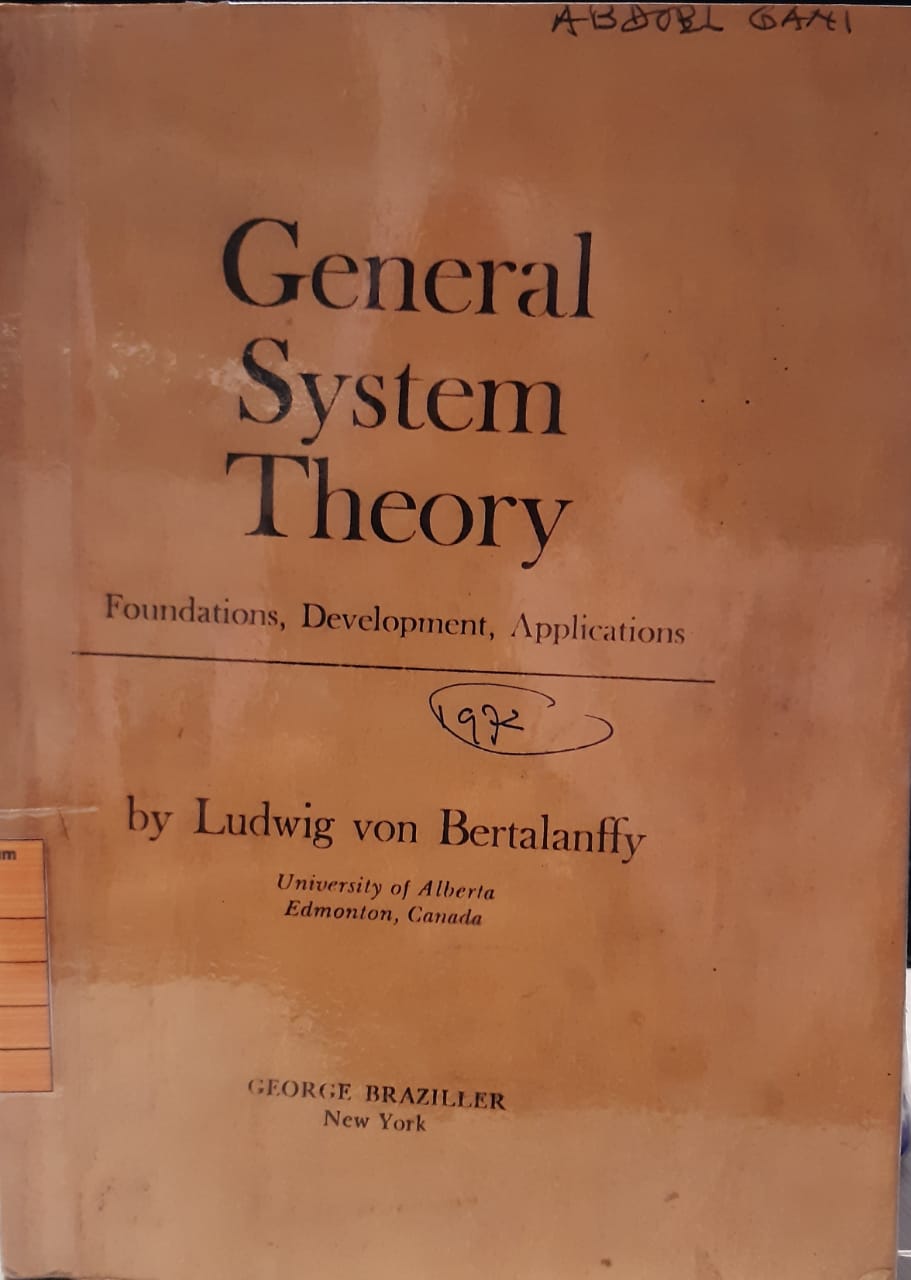 ABDOEL GANI
General
System
Theory
Foundations, Development, Applications
197
by Ludwig von Bertalanffy
University of Alberta
Edmonton, Canada
GEORGE BRAZILLER
New York